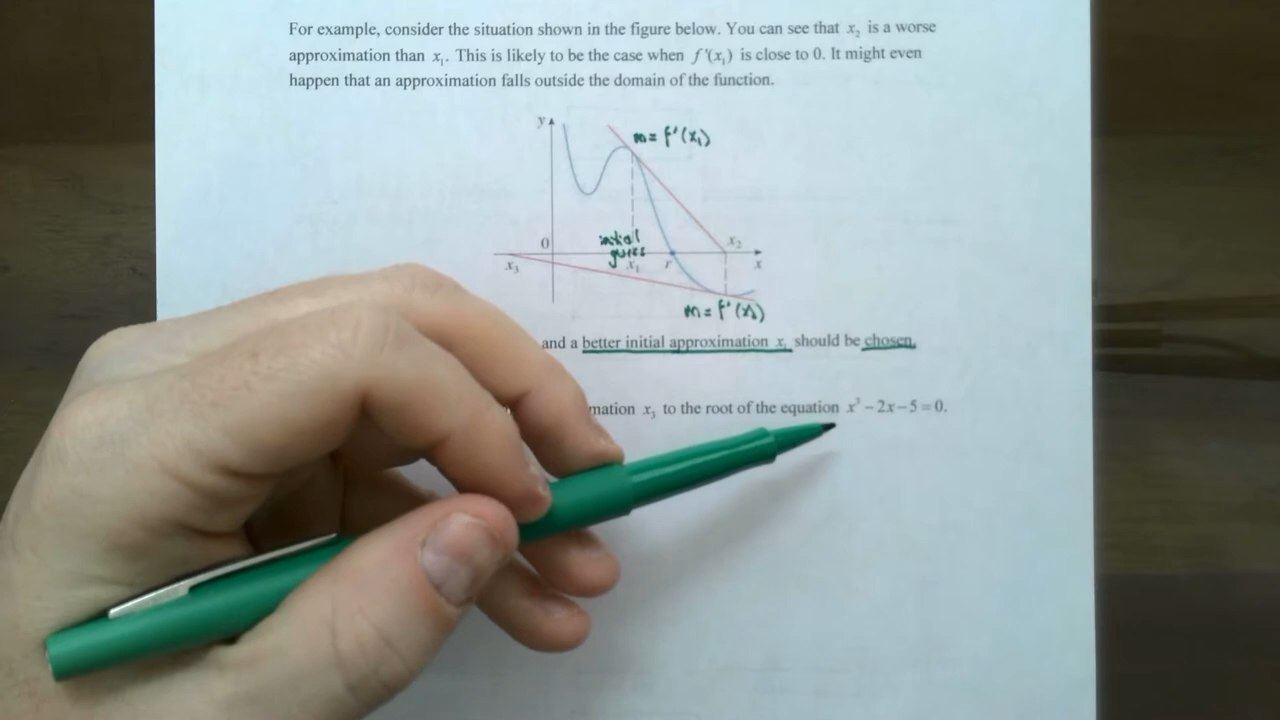 For example, consider the situation shown in the figure below. You can see that x₂ is a worse
approximation than x₁. This is likely to be the case when f'(x₁) is close to 0. It might even
happen that an approximation falls outside the domain of the function.
y
m = f'(x₁)
initial
guess
0
x₂
x₃
x₁
r
x
m = f'(x₂)
and a better initial approximation x₁ should be chosen.
mation x₃ to the root of the equation x³ – 2x – 5 = 0.